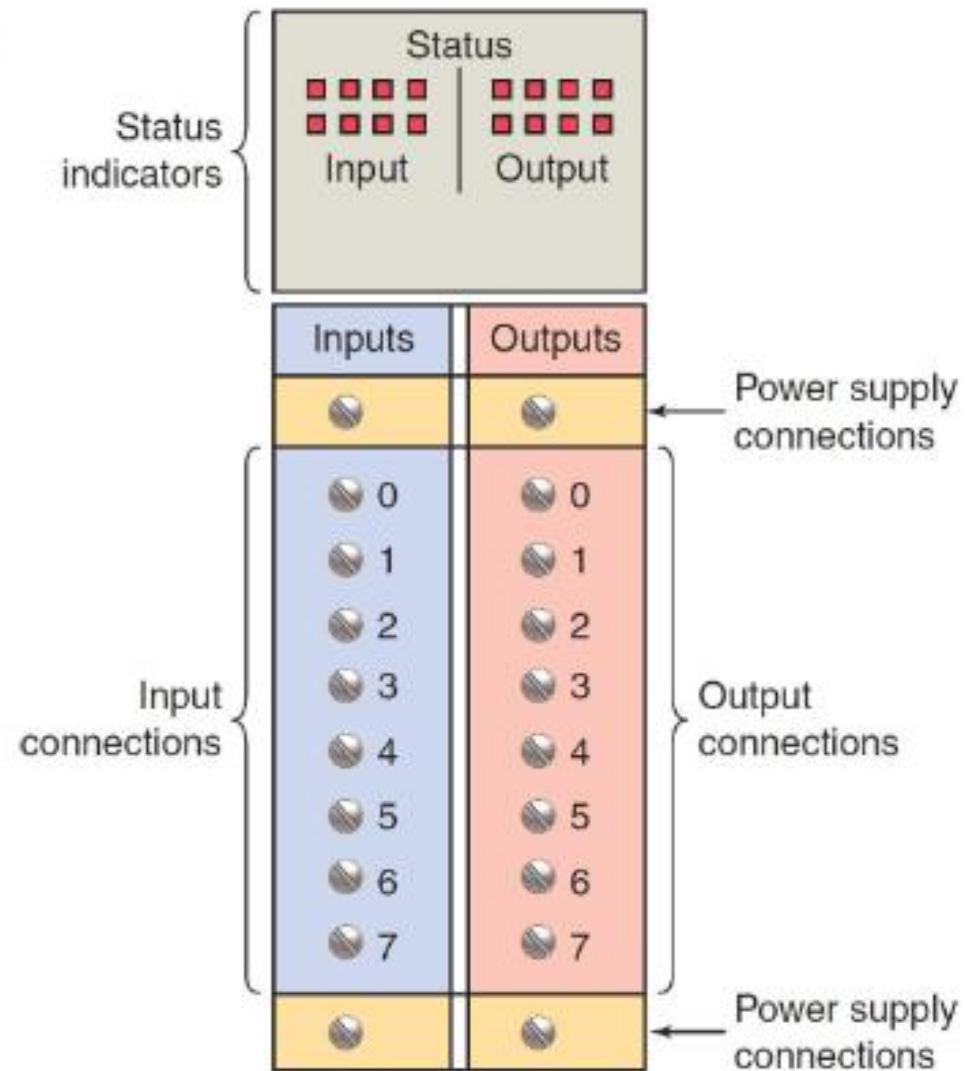 Status
Input Output
Status
indicators
Inputs Outputs
Power supply
connections
0 0
1 1
2 2
3 3
4 4
5 5
6 6
7 7
Input
connections
Output
connections
Power supply
connections